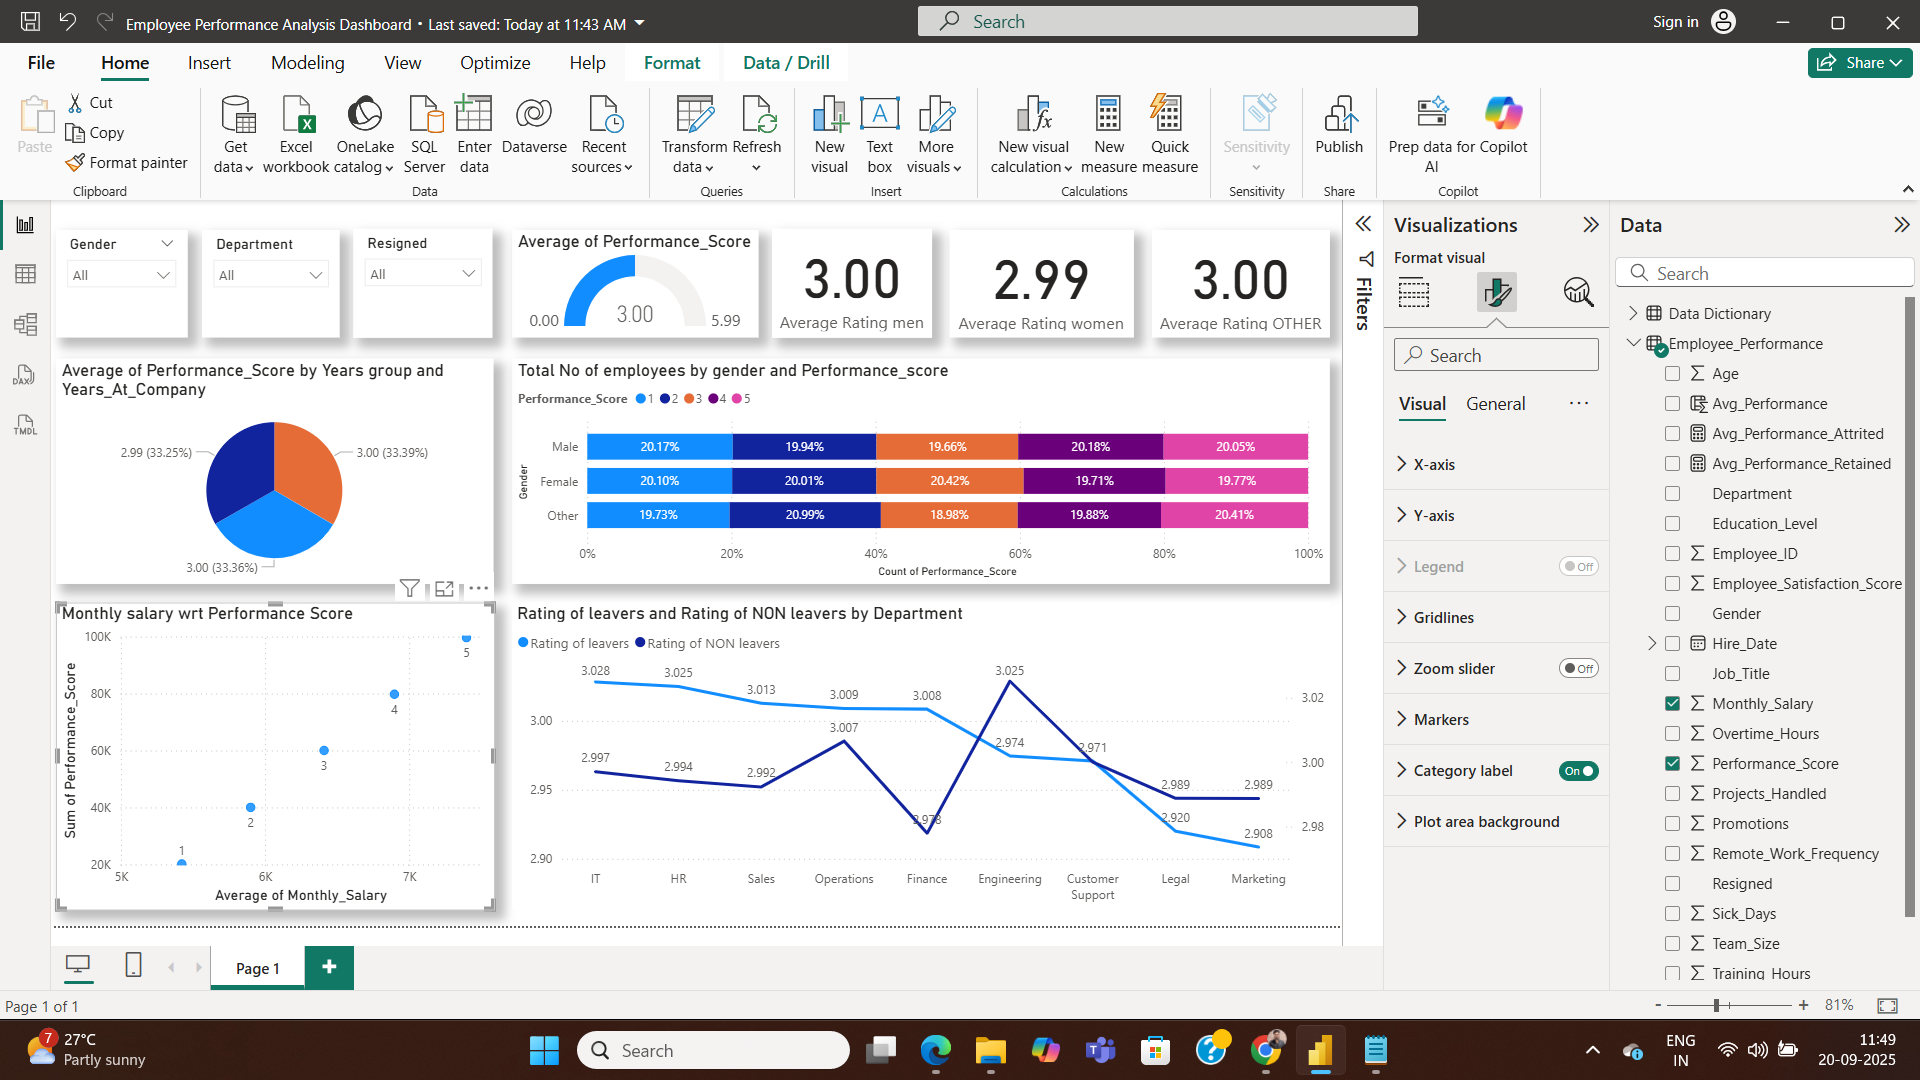 Employee Performance Analysis Dashboard • Last saved: Today at 11:43 AM
Search
Sign in
File Home Insert Modeling View Optimize Help Format Data / Drill
Share
Paste
Cut
Copy
Format painter
Clipboard
Get data
Excel workbook
OneLake catalog
SQL Server
Enter data
Dataverse
Recent sources
Data
Transform data
Refresh
Queries
New visual
Text box
More visuals
Insert
New visual calculation
New measure
Quick measure
Calculations
Sensitivity
Sensitivity
Publish
Share
Prep data for AI
Copilot
Copilot
Gender
All
Department
All
Resigned
All
Average of Performance_Score
0.00
3.00
5.99
3.00
Average Rating men
2.99
Average Rating women
3.00
Average Rating OTHER
Average of Performance_Score by Years group and
Years_At_Company
2.99 (33.25%)
3.00 (33.39%)
3.00 (33.36%)
Total No of employees by gender and Performance_score
Performance_Score 1 2 3 4 5
Gender
Male 20.17% 19.94% 19.66% 20.18% 20.05%
Female 20.10% 20.01% 20.42% 19.71% 19.77%
Other 19.73% 20.99% 18.98% 19.88% 20.41%
0% 20% 40% 60% 80% 100%
Count of Performance_Score
Monthly salary wrt Performance Score
Sum of Performance_Score
100K
80K
60K
40K
20K
5
4
3
2
1
5K 6K 7K
Average of Monthly_Salary
Rating of leavers and Rating of NON leavers by Department
Rating of leavers Rating of NON leavers
3.00
2.95
2.90
3.028 3.025 3.013 3.009 3.008 2.974 2.971 2.920 2.908
2.997 2.994 2.992 3.007 2.978 3.025 2.989 2.989
3.02
3.00
2.98
IT HR Sales Operations Finance Engineering Customer Support Legal Marketing
Filters
Visualizations
Format visual
Search
Visual General
X-axis
Y-axis
Legend Off
Gridlines
Zoom slider Off
Markers
Category label On
Plot area background
Data
Search
Data Dictionary
Employee_Performance
Age
Avg_Performance
Avg_Performance_Attrited
Avg_Performance_Retained
Department
Education_Level
Employee_ID
Employee_Satisfaction_Score
Gender
Hire_Date
Job_Title
Monthly_Salary
Overtime_Hours
Performance_Score
Projects_Handled
Promotions
Remote_Work_Frequency
Resigned
Sick_Days
Team_Size
Training_Hours
DAX
TMDL
Page 1
Page 1 of 1
81%
7
27°C
Partly sunny
Search
ENG
IN
11:49
20-09-2025